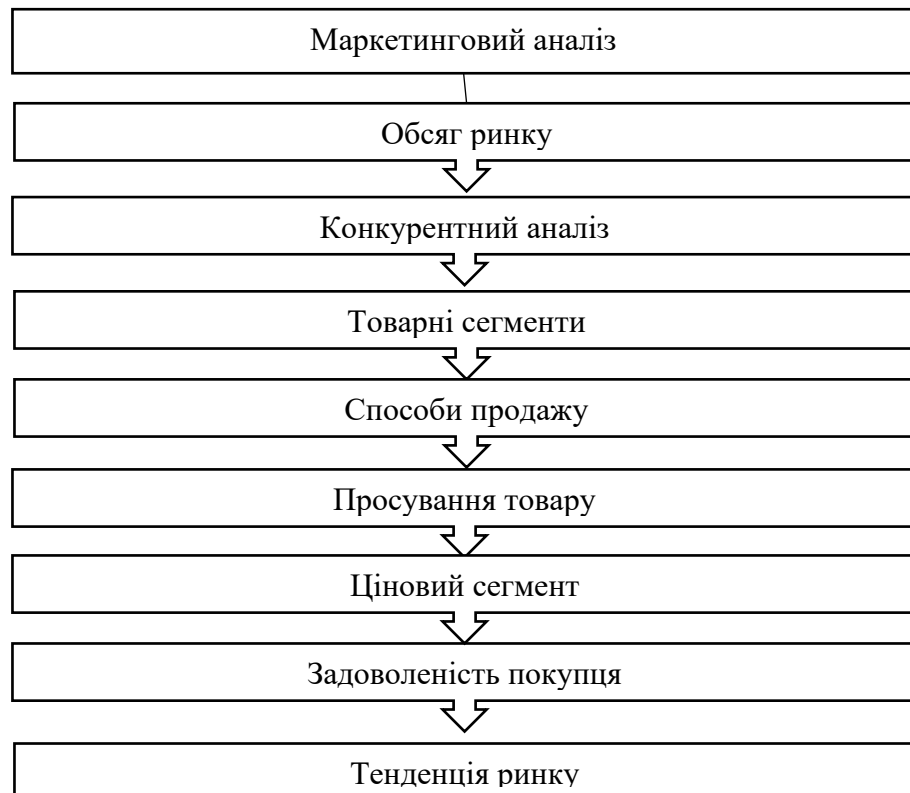 Маркетинговий аналіз
Обсяг ринку
Конкурентний аналіз
Товарні сегменти
Способи продажу
Просування товару
Ціновий сегмент
Задоволеність покупця
Тенденція ринку